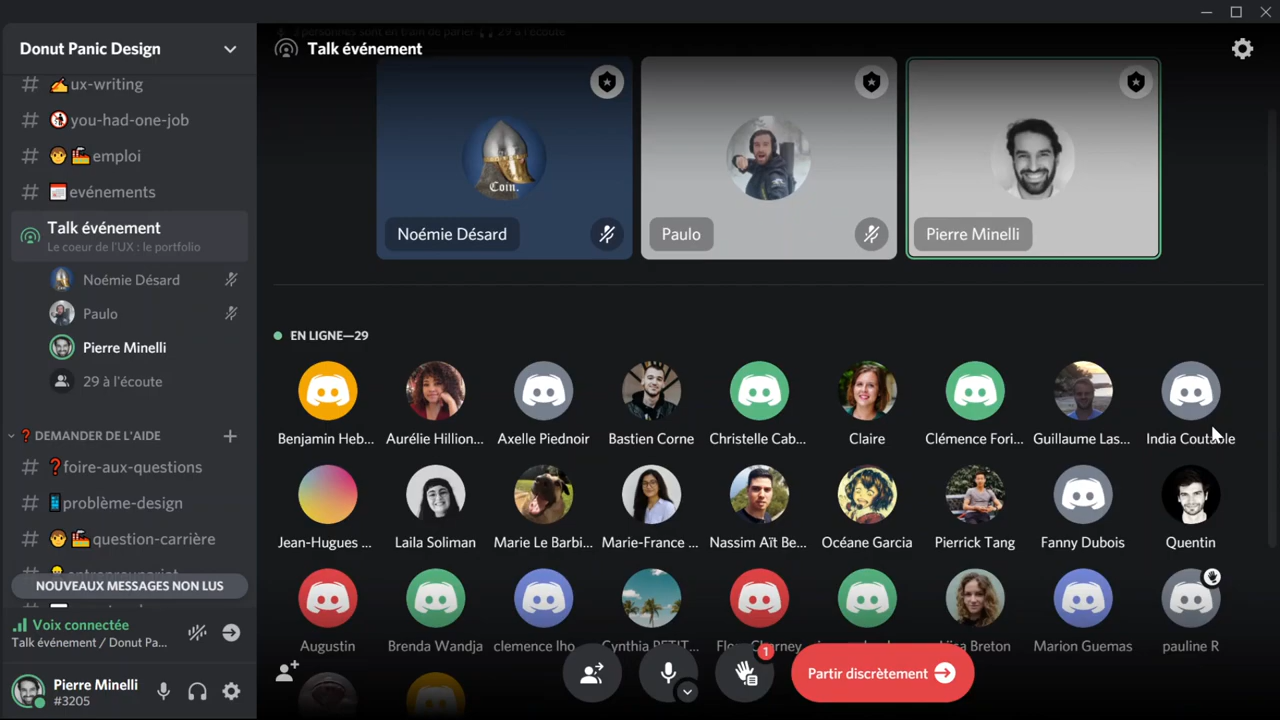 Donut Panic Design
ux-writing
you-had-one-job
emploi
evénements
Talk événement
Le coeur de l'UX : le portfolio
Noémie Désard
Paulo
Pierre Minelli
29 à l'écoute
DEMANDER DE L'AIDE
foire-aux-questions
problème-design
question-carrière
NOUVEAUX MESSAGES NON LUS
Voix connectée
Talk événement / Donut Pa...
Pierre Minelli
#3205
Talk événement
Coin.
Noémie Désard
Paulo
Pierre Minelli
EN LIGNE—29
Benjamin Heb... Aurélie Hillion... Axelle Piednoir Bastien Corne Christelle Cab... Claire Clémence Fori... Guillaume Las... India Coutable
Jean-Hugues ... Laila Soliman Marie Le Barbi... Marie-France ... Nassim Aït Be... Océane Garcia Pierrick Tang Fanny Dubois Quentin
Augustin Brenda Wandja clemence lho Cynthia Breton Marion Guemas pauline R
1
Partir discrètement